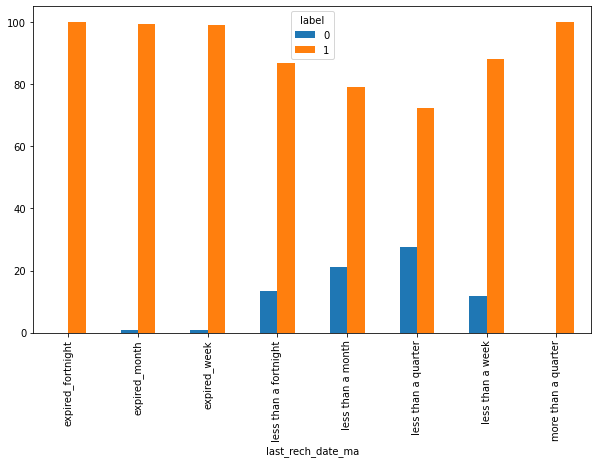 label
0
1
100
80
60
40
20
0
expired_fortnight
expired_month
expired_week
less than a fortnight
less than a month
less than a quarter
less than a week
more than a quarter
last_rech_date_ma